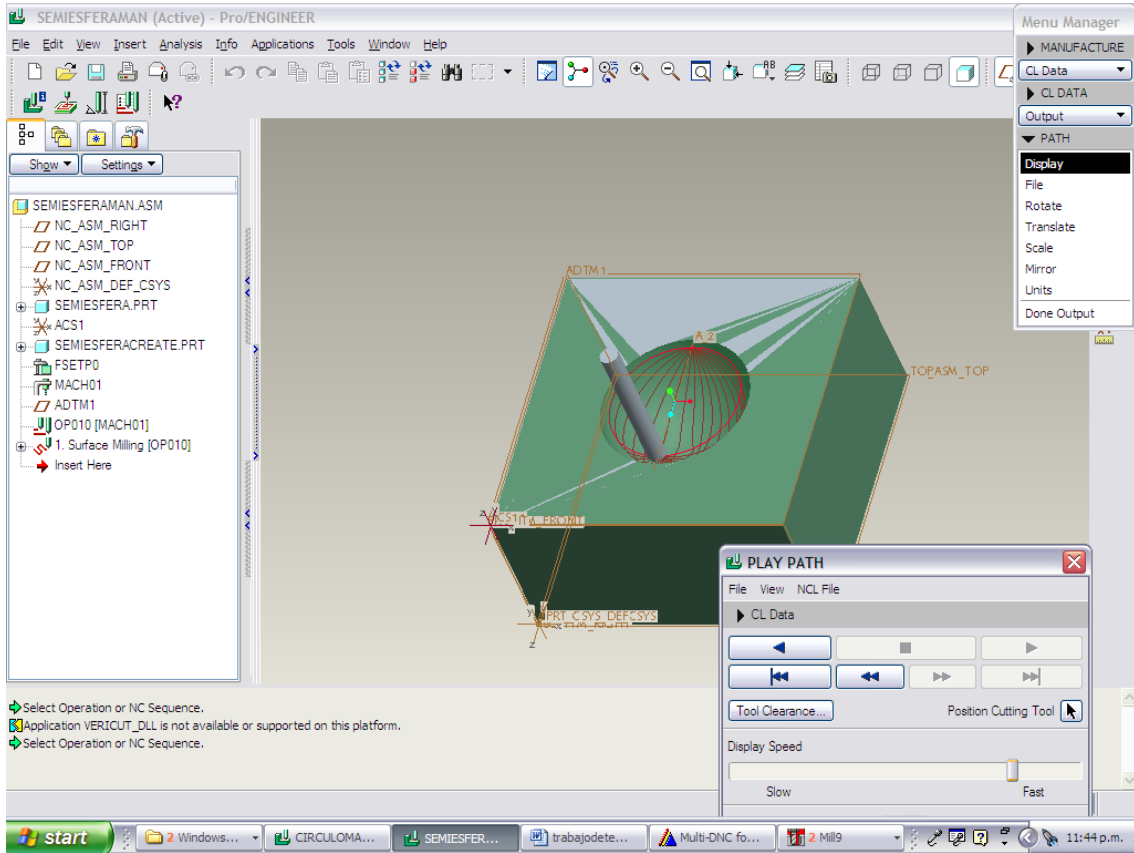 SEMIESFERAMAN (Active) - Pro/ENGINEER
File Edit View Insert Analysis Info Applications Tools Window Help
Show Settings
SEMIESFERAMAN.ASM
NC_ASM_RIGHT
NC_ASM_TOP
NC_ASM_FRONT
NC_ASM_DEF_CSYS
SEMIESFERA.PRT
ACS1
SEMIESFERACREATE.PRT
FSETP0
MACH01
ADTM1
OP010 [MACH01]
1. Surface Milling [OP010]
Insert Here
ADTM1
A_2
TOPASM_TOP
PRT_CSYS_DEFCSYS
Menu Manager
MANUFACTURE
CL Data
CL DATA
Output
PATH
Display
File
Rotate
Translate
Scale
Mirror
Units
Done Output
PLAY PATH
File View NCL File
CL Data
Tool Clearance...
Position Cutting Tool
Display Speed
Slow Fast
Select Operation or NC Sequence.
Application VERICUT_DLL is not available or supported on this platform.
Select Operation or NC Sequence.
start
2 Windows...
CIRCULOMA...
SEMIESFER...
trabajodete...
Multi-DNC fo...
2 Mill9
11:44 p.m.